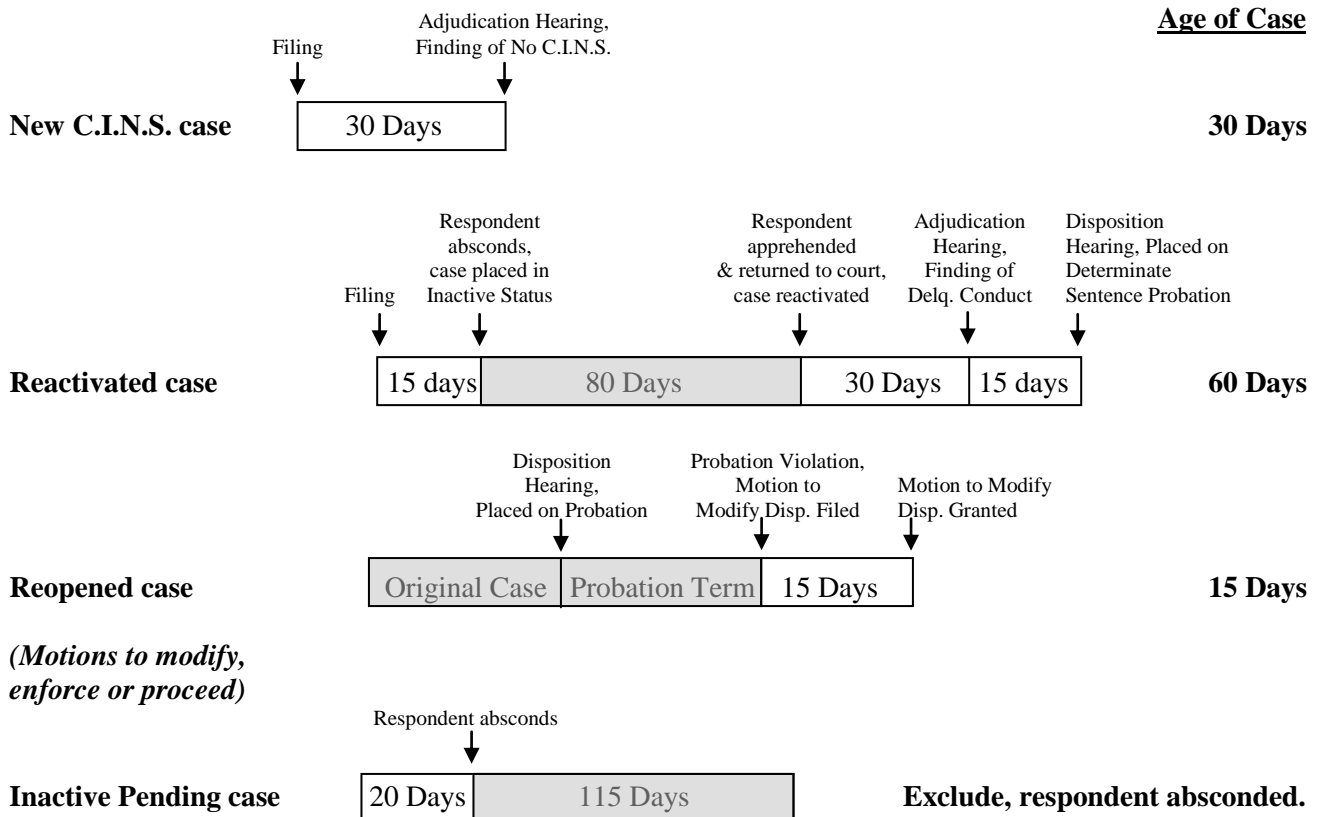 Age of Case
Adjudication Hearing,
Filing Finding of No C.I.N.S.
New C.I.N.S. case 30 Days 30 Days
Respondent
absconds,
case placed in
Inactive Status
Respondent
apprehended
& returned to court,
case reactivated
Adjudication
Hearing,
Finding of
Delq. Conduct
Disposition
Hearing, Placed on
Determinate
Sentence Probation
Filing
Reactivated case 15 days 80 Days 30 Days 15 days 60 Days
Disposition
Hearing,
Placed on Probation
Probation Violation,
Motion to
Modify Disp. Filed
Motion to Modify
Disp. Granted
Reopened case Original Case Probation Term 15 Days 15 Days
(Motions to modify,
enforce or proceed)
Respondent absconds
Inactive Pending case 20 Days 115 Days Exclude, respondent absconded.